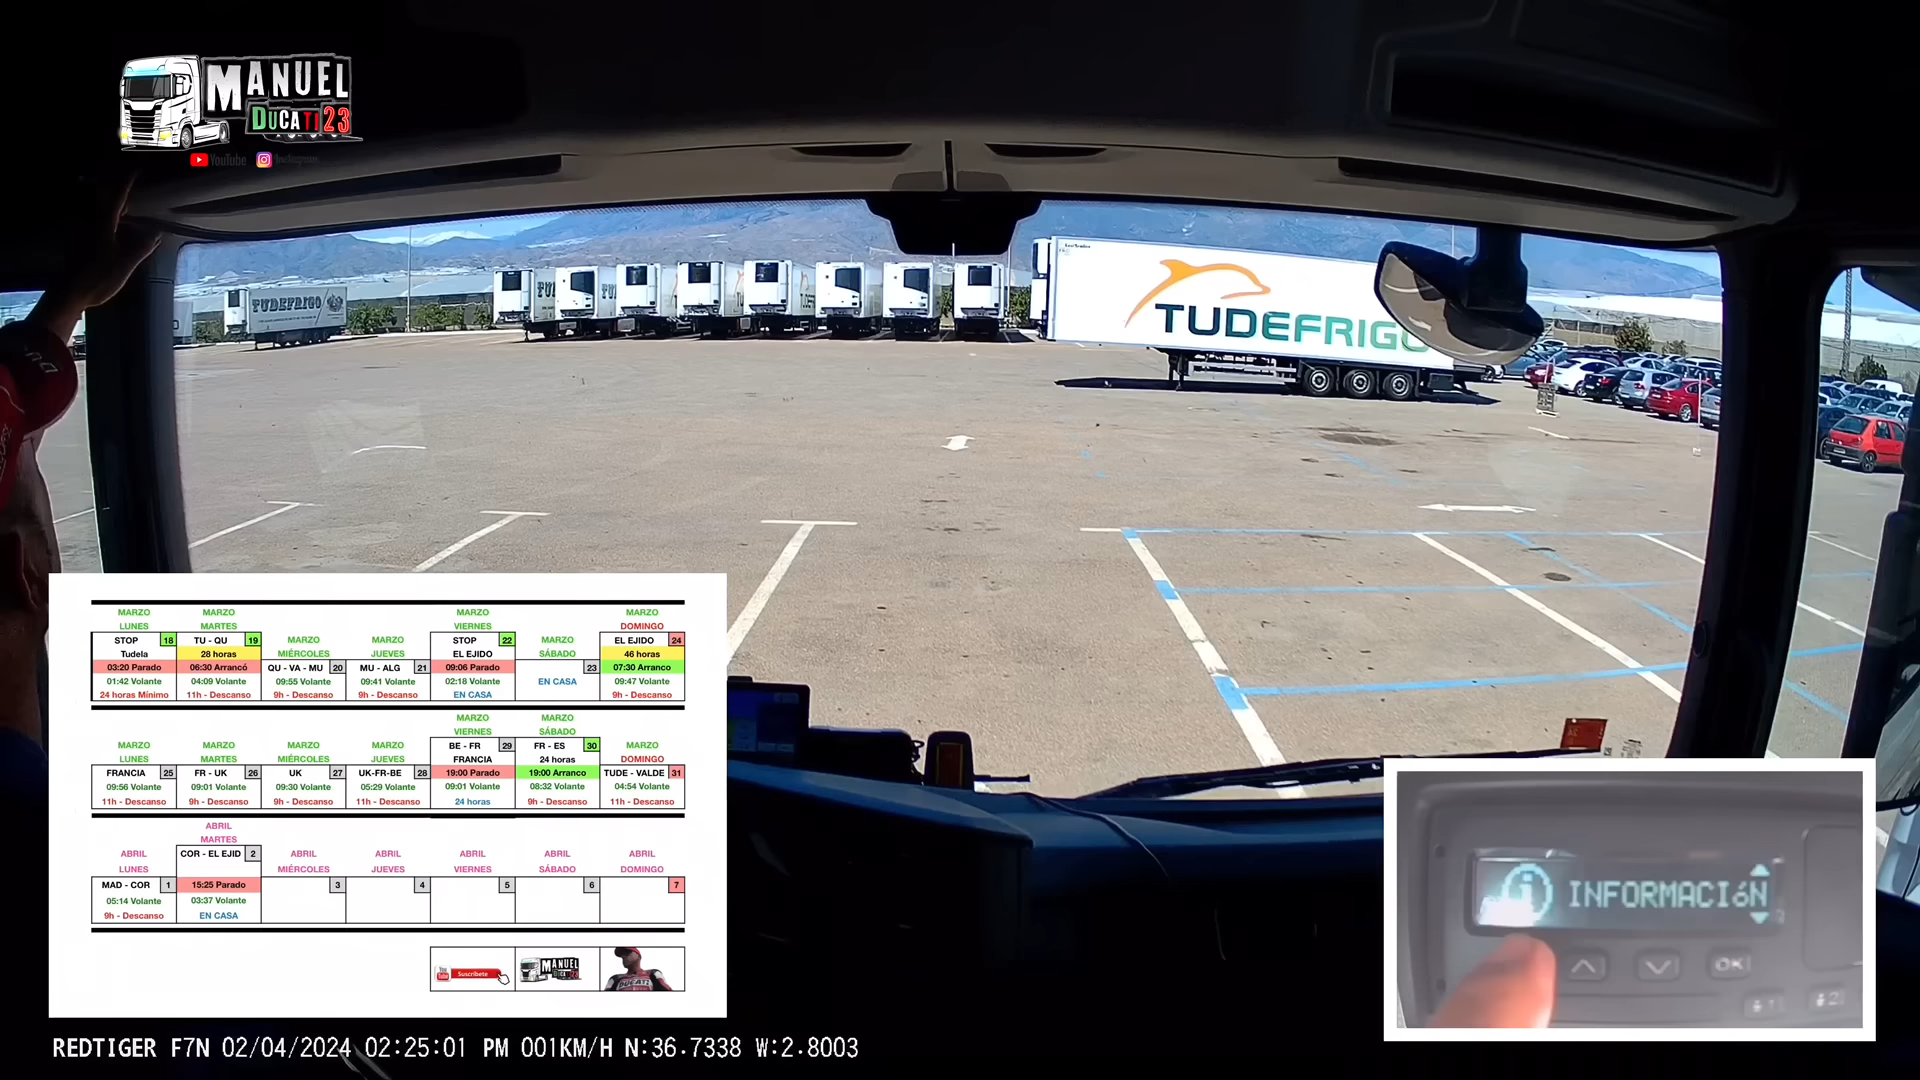 MANUEL
DUCATI23
YouTube
Instagram
TUDEFRIGO
TUDEFRIGO
MARZO LUNES
STOP 18
Tudela
03:20 Parado
01:42 Volante
24 horas Mínimo
MARZO MARTES
TU - QU 19
28 horas
06:30 Arrancó
04:09 Volante
11h - Descanso
MARZO MIÉRCOLES
QU - VA - MU 20
09:55 Volante
9h - Descanso
MARZO JUEVES
MU - ALG 21
09:41 Volante
9h - Descanso
MARZO VIERNES
STOP 22
EL EJIDO
09:06 Parado
02:18 Volante
EN CASA
MARZO SÁBADO
23
EN CASA
MARZO DOMINGO
EL EJIDO 24
46 horas
07:30 Arranco
09:47 Volante
9h - Descanso
MARZO LUNES
FRANCIA 25
09:56 Volante
11h - Descanso
MARZO MARTES
FR - UK 26
09:01 Volante
9h - Descanso
MARZO MIÉRCOLES
UK 27
09:30 Volante
9h - Descanso
MARZO JUEVES
UK-FR-BE 28
05:29 Volante
11h - Descanso
MARZO VIERNES
BE - FR 29
FRANCIA
19:00 Parado
09:01 Volante
24 horas
MARZO SÁBADO
FR - ES 30
24 horas
19:00 Arranco
08:32 Volante
9h - Descanso
MARZO DOMINGO
TUDE - VALDE 31
04:54 Volante
11h - Descanso
ABRIL LUNES
MAD - COR 1
05:14 Volante
9h - Descanso
ABRIL MARTES
COR - EL EJID 2
15:25 Parado
03:37 Volante
EN CASA
ABRIL MIÉRCOLES
3
ABRIL JUEVES
4
ABRIL VIERNES
5
ABRIL SÁBADO
6
ABRIL DOMINGO
7
You Tube
Suscríbete
MANUEL
DUCATI23
DUCATI
INFORMACIóN
OK
1
2
REDTIGER F7N 02/04/2024 02:25:01 PM 001KM/H N:36.7338 W:2.8003